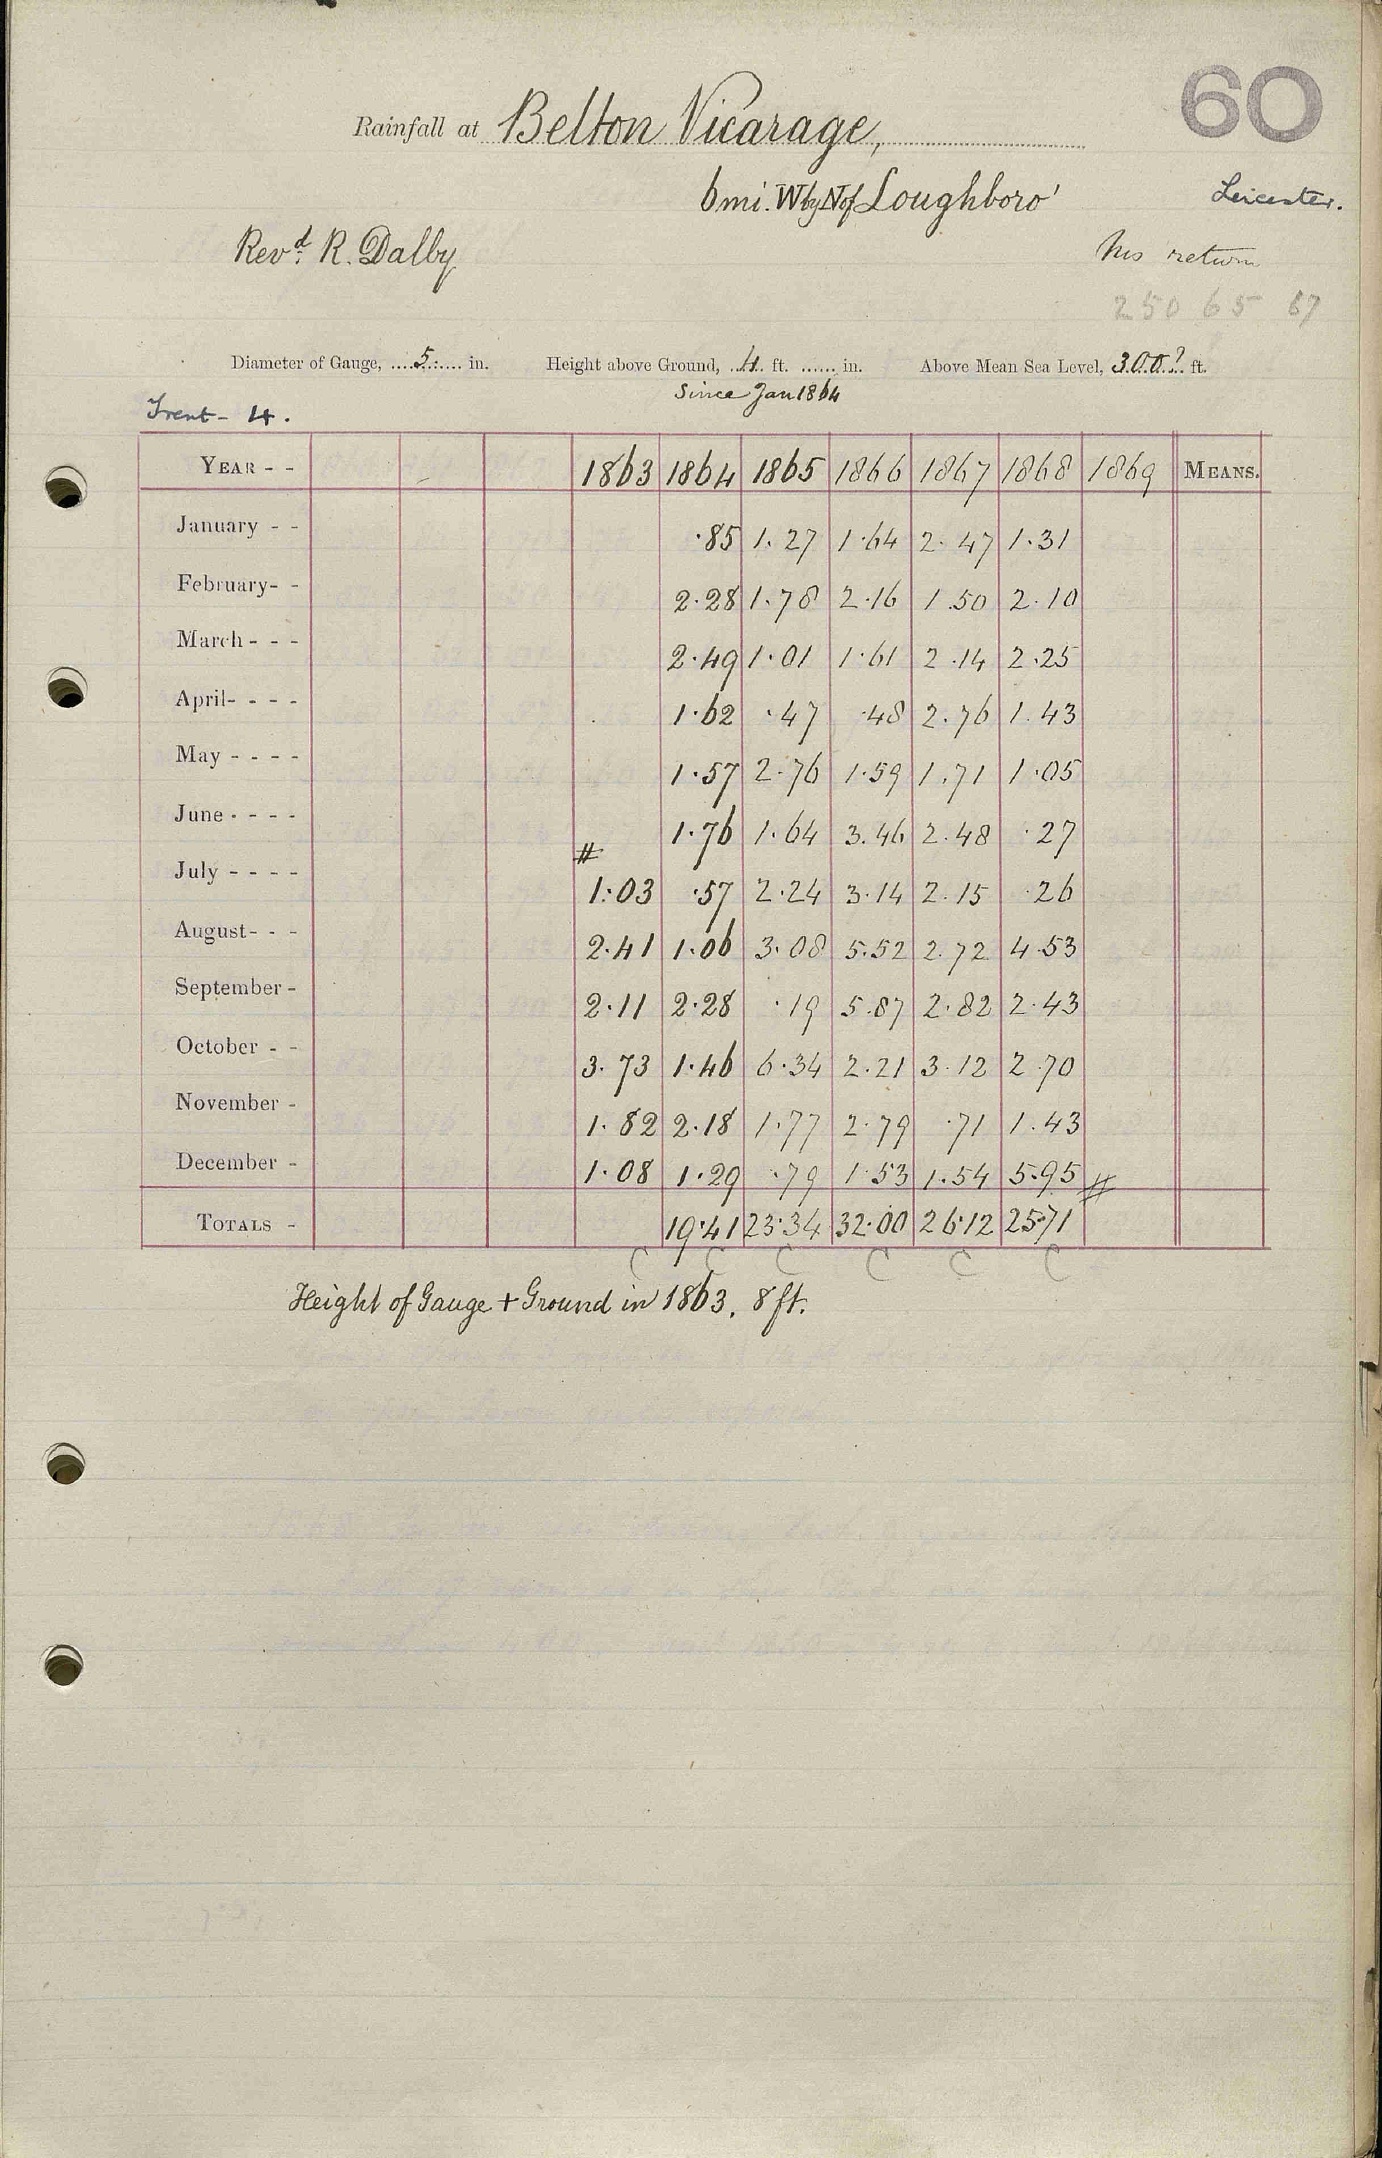 60
Rainfall at Belton Vicarage,
6 mi. W by N of Loughboro'
Leicester.
Revd. R. Dalby
No return
250 65 67
Diameter of Gauge, 5 in. Height above Ground, 4 ft. in. Above Mean Sea Level, 300? ft.
Since Jan 1864
Trent - 4.
YEAR - - 1863 1864 1865 1866 1867 1868 1869 MEANS.
January - - ·85 1·27 1·64 2·47 1·31
February - - 2·28 1·78 2·16 1·50 2·10
March - - - 2·49 1·01 1·61 2·14 2·25
April - - - - 1·62 ·47 ·48 2·76 1·43
May - - - - 1·57 2·76 1·59 1·71 1·05
June - - - - 1·76 1·64 3·46 2·48 ·27
#
July - - - - 1·03 ·57 2·24 3·14 2·15 ·26
August - - - 2·41 1·06 3·08 5·52 2·72 4·53
September - 2·11 2·28 ·19 5·87 2·82 2·43
October - - 3·73 1·46 6·34 2·21 3·12 2·70
November - 1·82 2·18 1·77 2·79 ·71 1·43
December - 1·08 1·29 ·79 1·53 1·54 5·95 #
TOTALS - 19·41 23·34 32·00 26·12 25·71
C C C C C C
Height of Gauge + Ground in 1863. 8 ft.